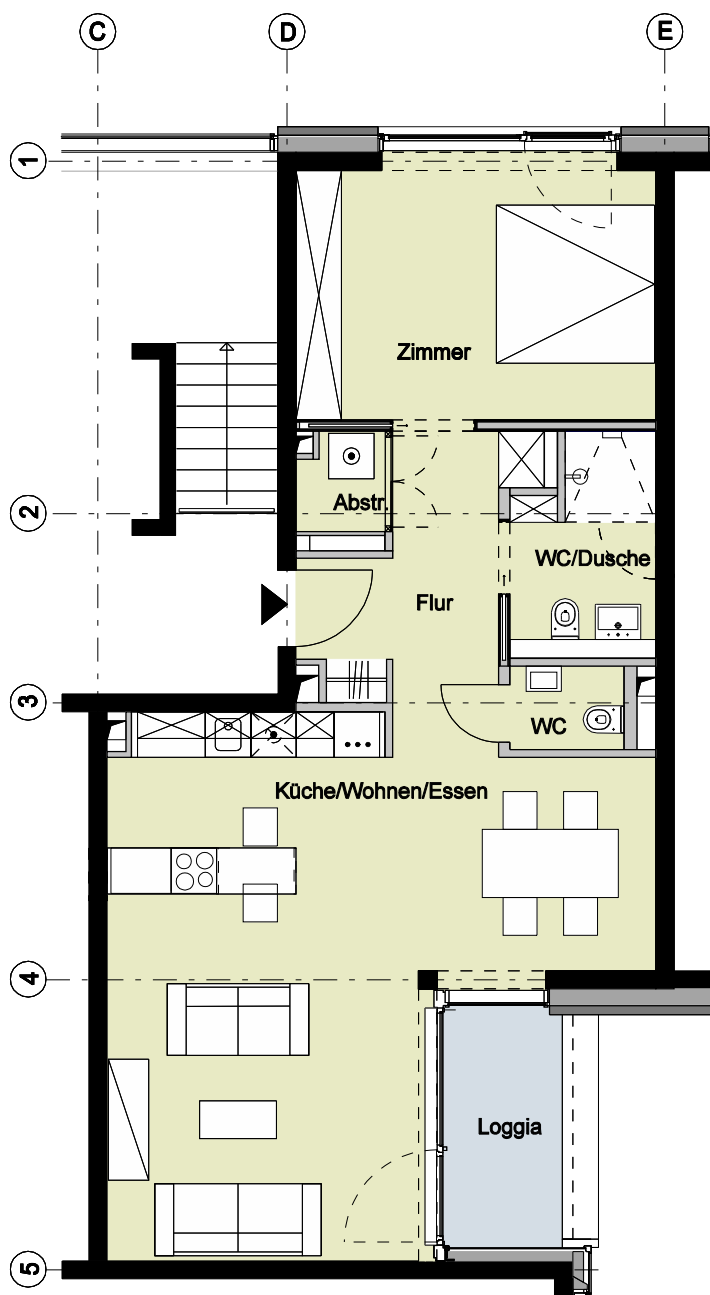 C D E
1
Zimmer
Abstr.
2
WC/Dusche
Flur
3
WC
Küche/Wohnen/Essen
4
Loggia
5